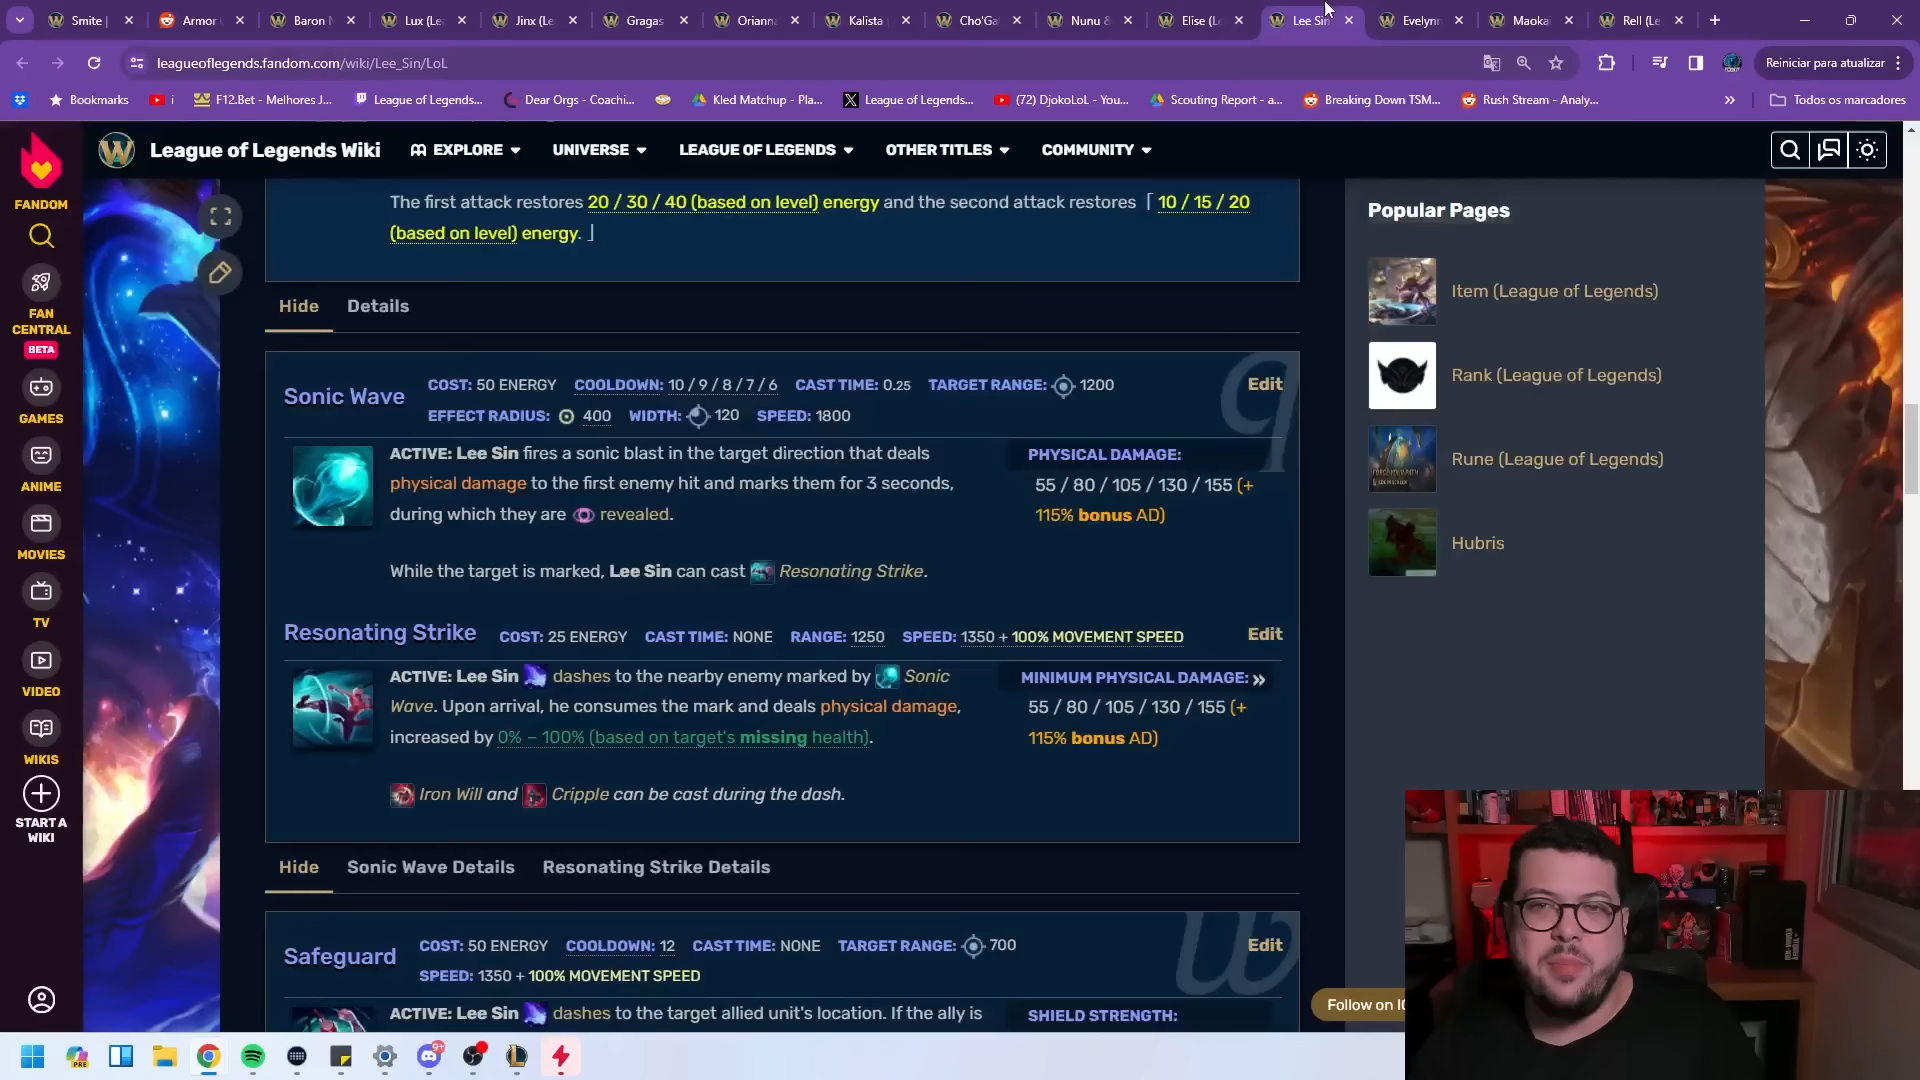 Smite |
Armor
Baron
Lux (Le
Jinx (Le
Gragas
Orianna
Kalista
Cho'Ga
Nunu &
Elise (L
Lee Sin
Evelynn
Maoka
Rell (Le
leagueoflegends.fandom.com/wiki/Lee_Sin/LoL
Reiniciar para atualizar
Bookmarks
i
F12.Bet - Melhores J...
League of Legends...
Dear Orgs - Coachi...
Kled Matchup - Pla...
League of Legends...
(72) DjokoLoL - You...
Scouting Report - a...
Breaking Down TSM...
Rush Stream - Analy...
»
Todos os marcadores
League of Legends Wiki
EXPLORE
UNIVERSE
LEAGUE OF LEGENDS
OTHER TITLES
COMMUNITY
FANDOM
FAN
CENTRAL
BETA
GAMES
ANIME
MOVIES
TV
VIDEO
WIKIS
START A
WIKI
The first attack restores 20 / 30 / 40 (based on level) energy and the second attack restores 「 10 / 15 / 20
(based on level) energy. 」
Hide Details
Sonic Wave
COST: 50 ENERGY COOLDOWN: 10 / 9 / 8 / 7 / 6 CAST TIME: 0.25 TARGET RANGE: 1200
EFFECT RADIUS: 400 WIDTH: 120 SPEED: 1800
Edit
q
ACTIVE: Lee Sin fires a sonic blast in the target direction that deals
physical damage to the first enemy hit and marks them for 3 seconds,
during which they are revealed.
While the target is marked, Lee Sin can cast Resonating Strike.
PHYSICAL DAMAGE:
55 / 80 / 105 / 130 / 155 (+
115% bonus AD)
Resonating Strike
COST: 25 ENERGY CAST TIME: NONE RANGE: 1250 SPEED: 1350 + 100% MOVEMENT SPEED
Edit
ACTIVE: Lee Sin dashes to the nearby enemy marked by Sonic
Wave. Upon arrival, he consumes the mark and deals physical damage,
increased by 0% – 100% (based on target's missing health).
Iron Will and Cripple can be cast during the dash.
MINIMUM PHYSICAL DAMAGE: »
55 / 80 / 105 / 130 / 155 (+
115% bonus AD)
Hide Sonic Wave Details Resonating Strike Details
Safeguard
COST: 50 ENERGY COOLDOWN: 12 CAST TIME: NONE TARGET RANGE: 700
SPEED: 1350 + 100% MOVEMENT SPEED
Edit
w
ACTIVE: Lee Sin dashes to the target allied unit's location. If the ally is
SHIELD STRENGTH:
Popular Pages
Item (League of Legends)
Rank (League of Legends)
Rune (League of Legends)
Hubris
Follow on IG
PRE
9+